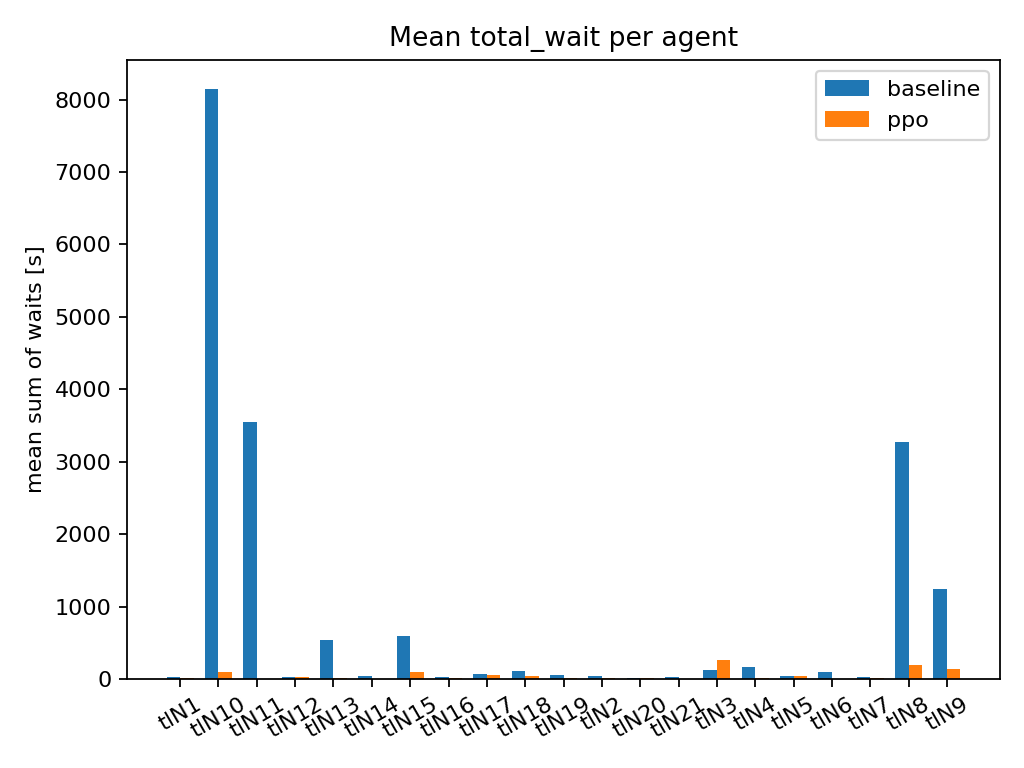 Mean total_wait per agent
baseline
ppo
mean sum of waits [s]
8000
7000
6000
5000
4000
3000
2000
1000
0
tlN1
tlN10
tlN11
tlN12
tlN13
tlN14
tlN15
tlN16
tlN17
tlN18
tlN19
tlN2
tlN20
tlN21
tlN3
tlN4
tlN5
tlN6
tlN7
tlN8
tlN9